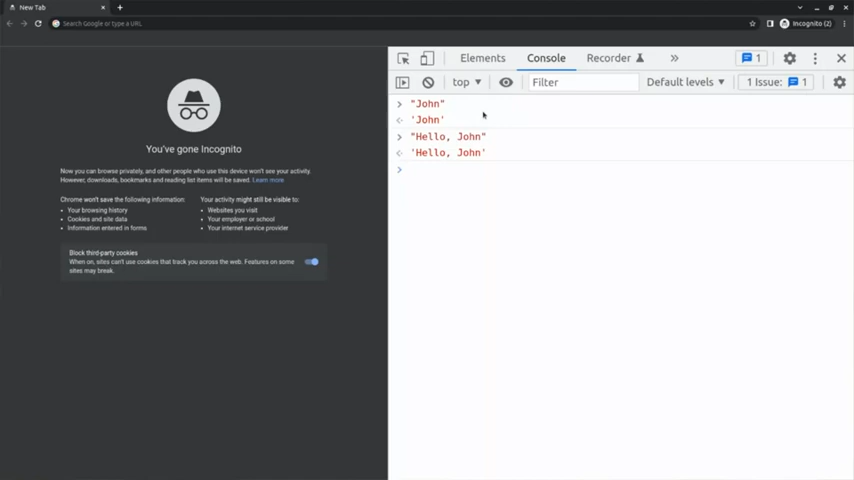 New Tab
Search Google or type a URL
Incognito (2)
Elements Console Recorder 1
top Filter Default levels 1 Issue: 1
"John"
'John'
"Hello, John"
'Hello, John'
You've gone Incognito
Now you can browse privately, and other people who use this device won't see your activity.
However, downloads, bookmarks and reading list items will be saved. Learn more
Chrome won't save the following information:
• Your browsing history
• Cookies and site data
• Information entered in forms
Your activity might still be visible to:
• Websites you visit
• Your employer or school
• Your internet service provider
Block third-party cookies
When on, sites can't use cookies that track you across the web. Features on some
sites may break.